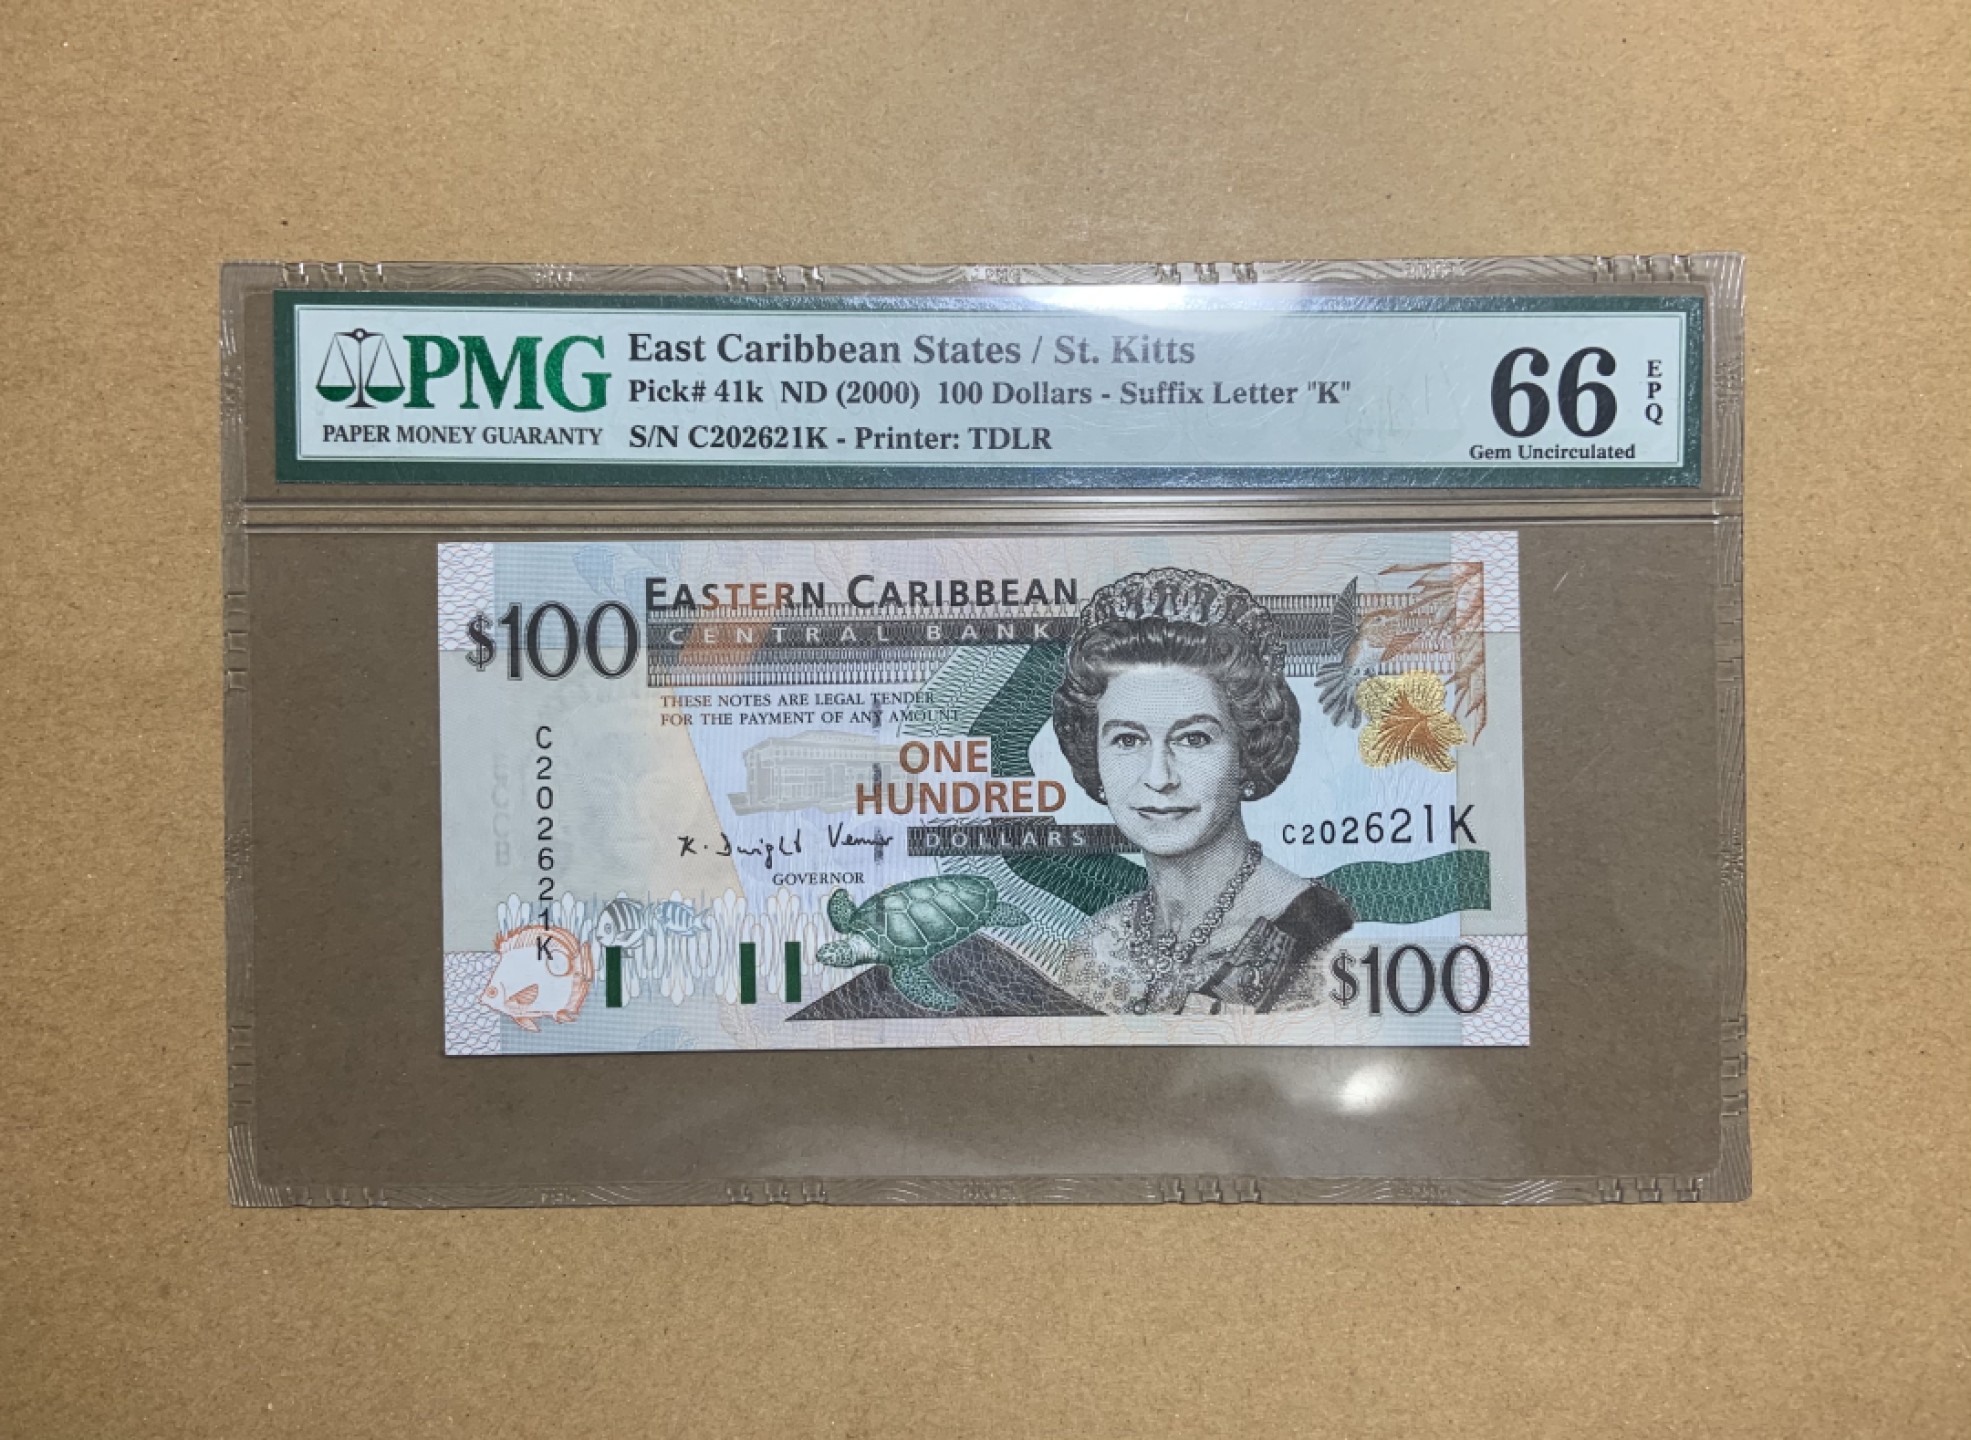 PMG
PAPER MONEY GUARANTY
East Caribbean States / St. Kitts
Pick# 41k ND (2000) 100 Dollars - Suffix Letter "K"
S/N C202621K - Printer: TDLR
66
EPQ
Gem Uncirculated
EASTERN CARIBBEAN
CENTRAL BANK
$100
THESE NOTES ARE LEGAL TENDER
FOR THE PAYMENT OF ANY AMOUNT
C202621K
ONE
HUNDRED
DOLLARS
C202621K
K. Dwight Venner
GOVERNOR
$100